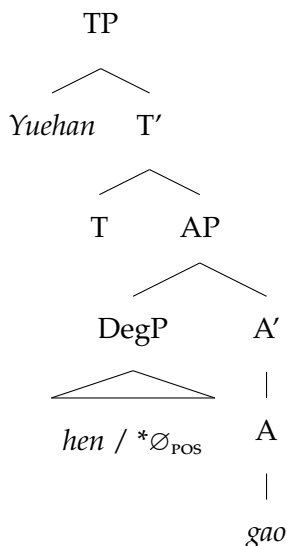 TP
Yuehan T’
T AP
DegP A’
hen / *∅POS A
gao